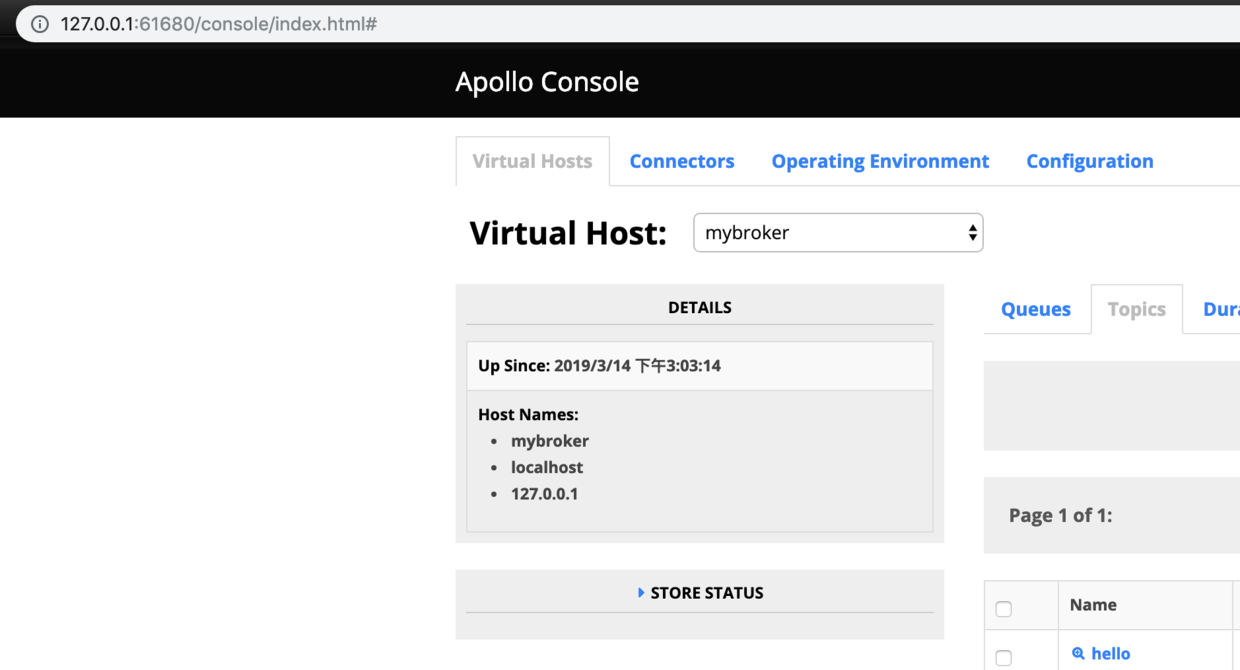 127.0.0.1:61680/console/index.html#
Apollo Console
Virtual Hosts Connectors Operating Environment Configuration
Virtual Host: mybroker
DETAILS
Up Since: 2019/3/14 下午3:03:14
Host Names:
• mybroker
• localhost
• 127.0.0.1
STORE STATUS
Queues Topics Dura
Page 1 of 1:
Name
hello